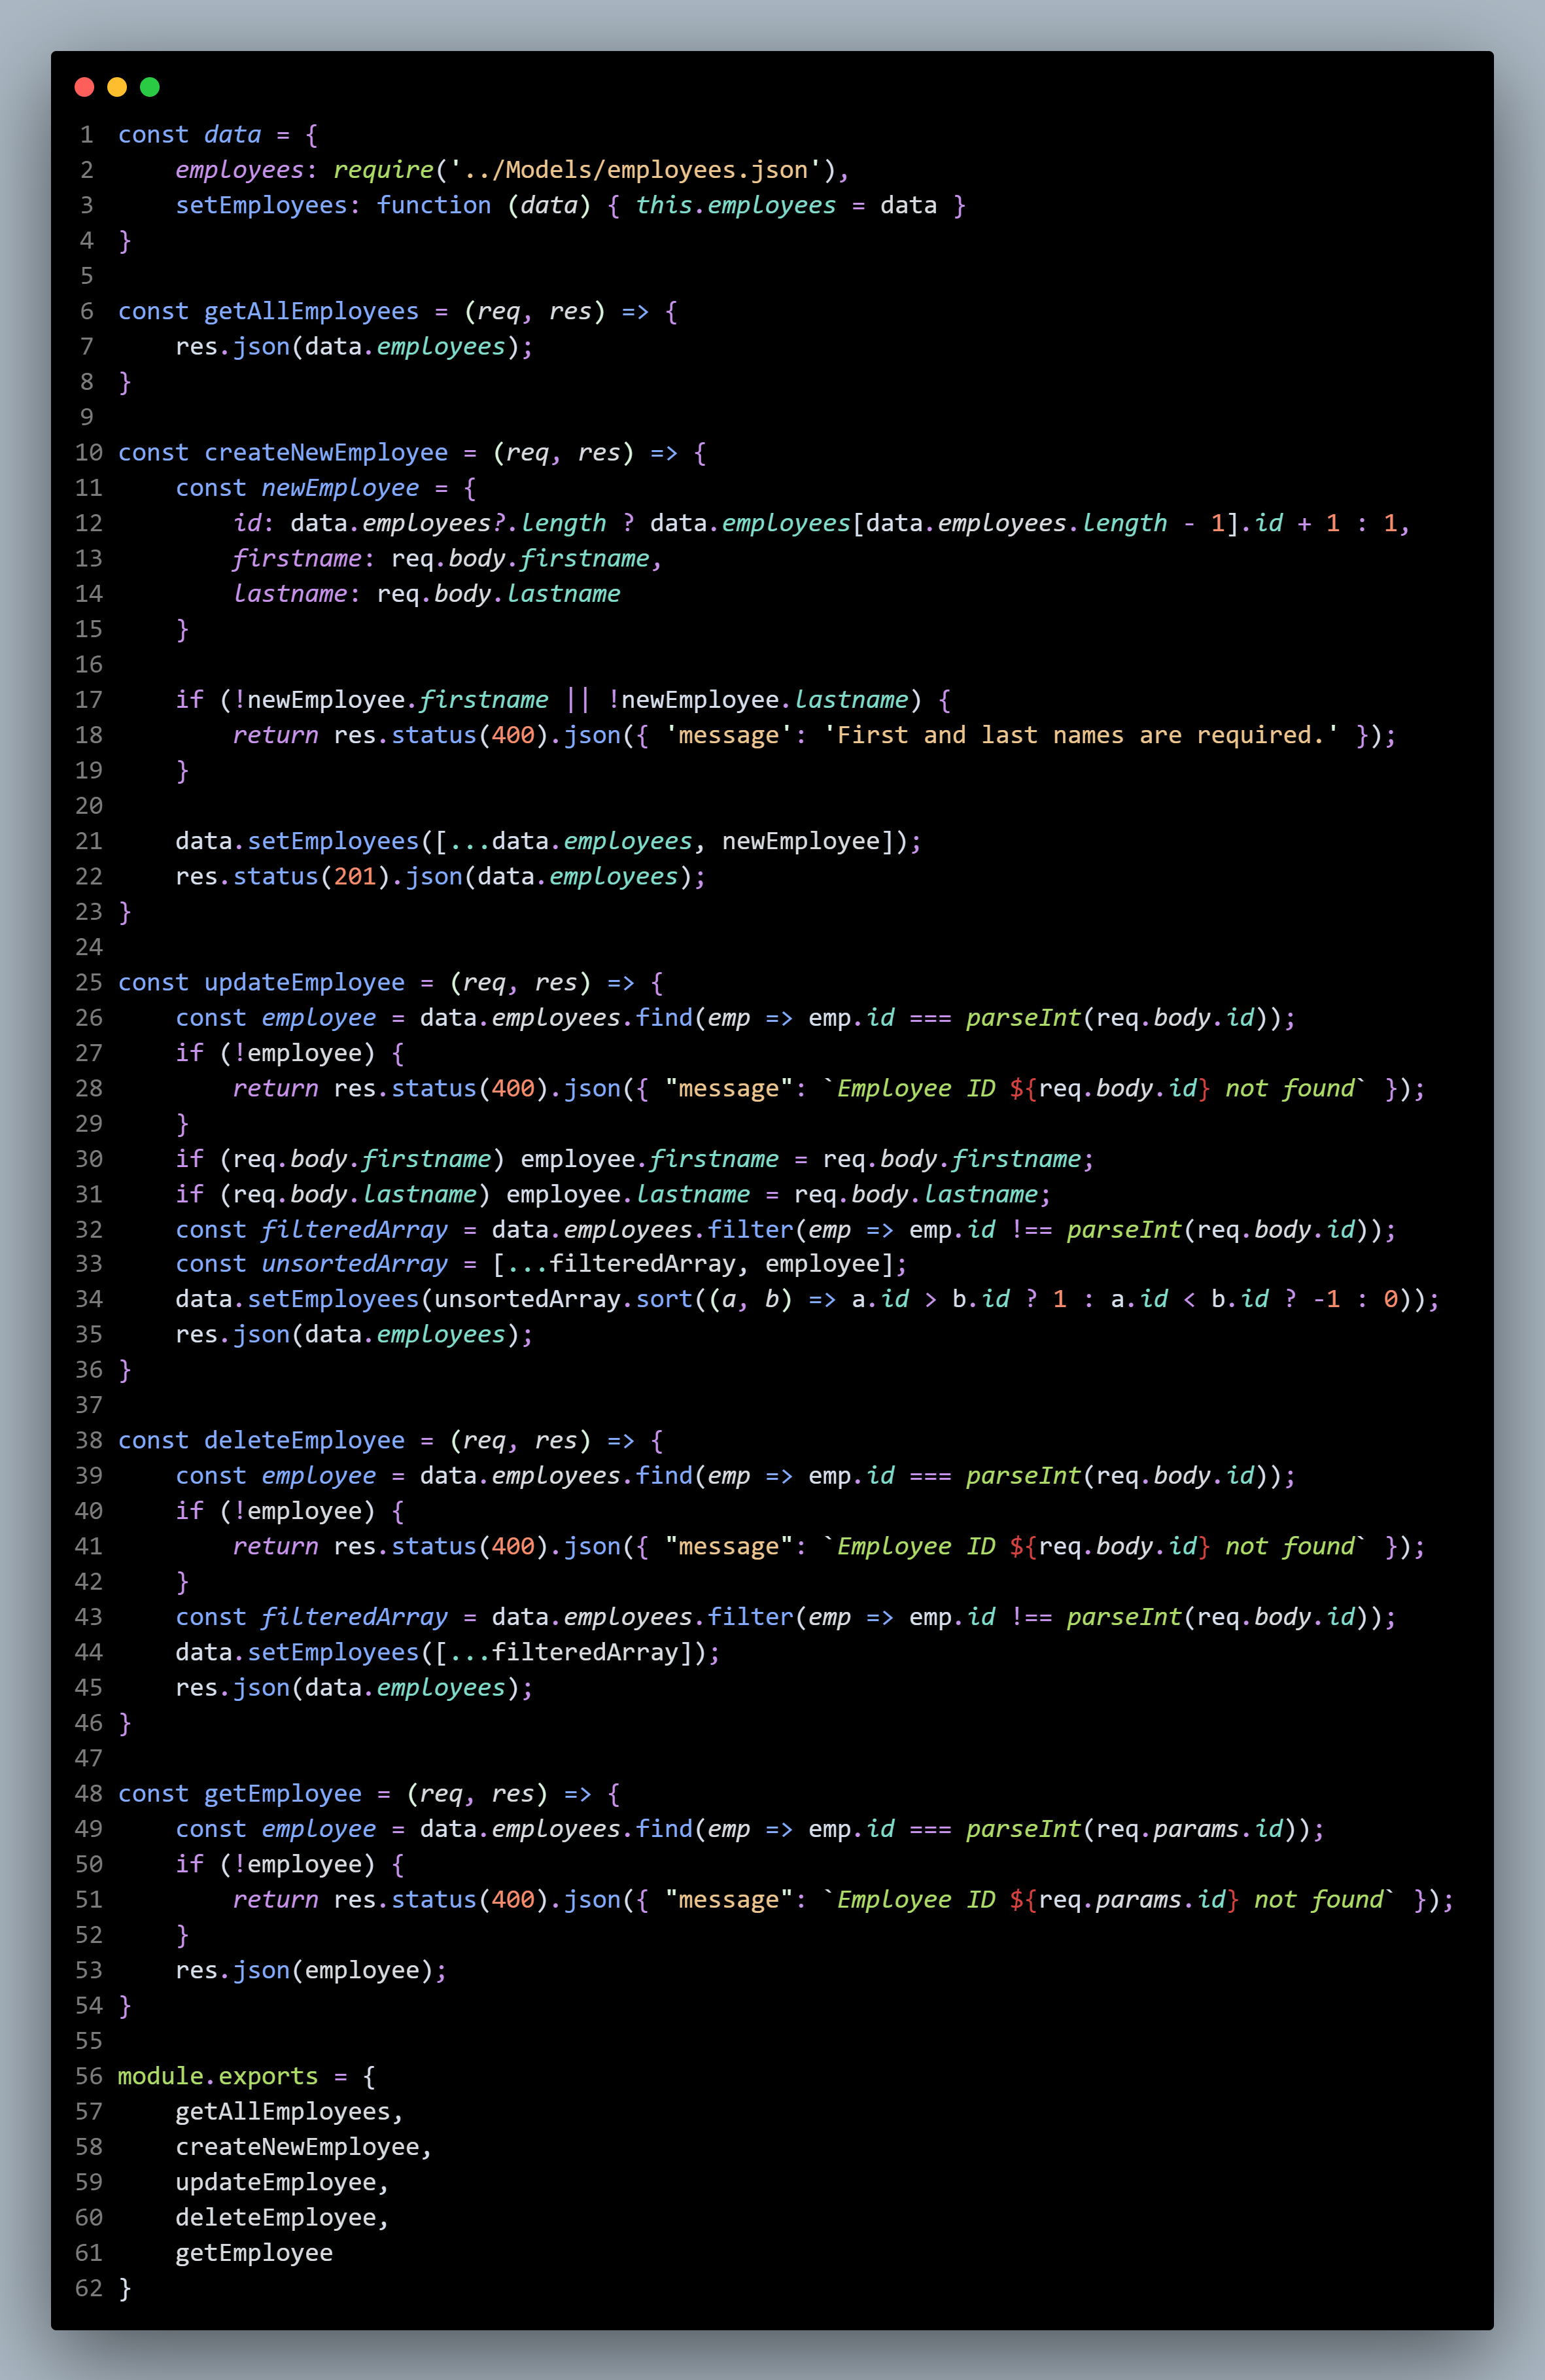 1 const data = {
2     employees: require('../Models/employees.json'),
3     setEmployees: function (data) { this.employees = data }
4 }
5
6 const getAllEmployees = (req, res) => {
7     res.json(data.employees);
8 }
9
10 const createNewEmployee = (req, res) => {
11     const newEmployee = {
12         id: data.employees?.length ? data.employees[data.employees.length - 1].id + 1 : 1,
13         firstname: req.body.firstname,
14         lastname: req.body.lastname
15     }
16
17     if (!newEmployee.firstname || !newEmployee.lastname) {
18         return res.status(400).json({ 'message': 'First and last names are required.' });
19     }
20
21     data.setEmployees([...data.employees, newEmployee]);
22     res.status(201).json(data.employees);
23 }
24
25 const updateEmployee = (req, res) => {
26     const employee = data.employees.find(emp => emp.id === parseInt(req.body.id));
27     if (!employee) {
28         return res.status(400).json({ "message": `Employee ID ${req.body.id} not found` });
29     }
30     if (req.body.firstname) employee.firstname = req.body.firstname;
31     if (req.body.lastname) employee.lastname = req.body.lastname;
32     const filteredArray = data.employees.filter(emp => emp.id !== parseInt(req.body.id));
33     const unsortedArray = [...filteredArray, employee];
34     data.setEmployees(unsortedArray.sort((a, b) => a.id > b.id ? 1 : a.id < b.id ? -1 : 0));
35     res.json(data.employees);
36 }
37
38 const deleteEmployee = (req, res) => {
39     const employee = data.employees.find(emp => emp.id === parseInt(req.body.id));
40     if (!employee) {
41         return res.status(400).json({ "message": `Employee ID ${req.body.id} not found` });
42     }
43     const filteredArray = data.employees.filter(emp => emp.id !== parseInt(req.body.id));
44     data.setEmployees([...filteredArray]);
45     res.json(data.employees);
46 }
47
48 const getEmployee = (req, res) => {
49     const employee = data.employees.find(emp => emp.id === parseInt(req.params.id));
50     if (!employee) {
51         return res.status(400).json({ "message": `Employee ID ${req.params.id} not found` });
52     }
53     res.json(employee);
54 }
55
56 module.exports = {
57     getAllEmployees,
58     createNewEmployee,
59     updateEmployee,
60     deleteEmployee,
61     getEmployee
62 }